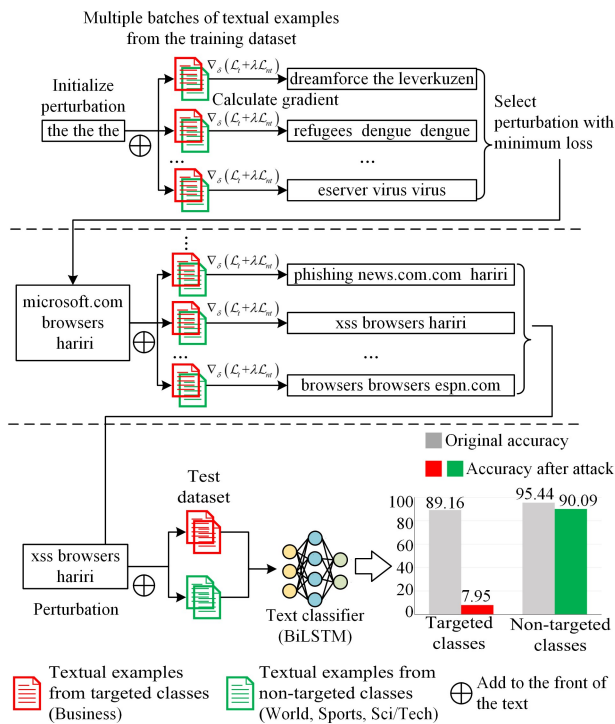 Multiple batches of textual examples
from the training dataset
Initialize
perturbation
the the the
∇δ(ℒt+λℒnt)
dreamforce the leverkuzen
Calculate gradient
∇δ(ℒt+λℒnt)
refugees dengue dengue
...
...
∇δ(ℒt+λℒnt)
eserver virus virus
Select
perturbation with
minimum loss
microsoft.com
browsers
hariri
...
∇δ(ℒt+λℒnt)
phishing news.com.com hariri
∇δ(ℒt+λℒnt)
xss browsers hariri
...
...
∇δ(ℒt+λℒnt)
browsers browsers espn.com
xss browsers
hariri
Perturbation
Test
dataset
Text classifier
(BiLSTM)
Original accuracy
Accuracy after attack
100
80
60
40
20
0
89.16
7.95
95.44
90.09
Targeted
classes
Non-targeted
classes
Textual examples
from targeted classes
(Business)
Textual examples from
non-targeted classes
(World, Sports, Sci/Tech)
Add to the front of
the text